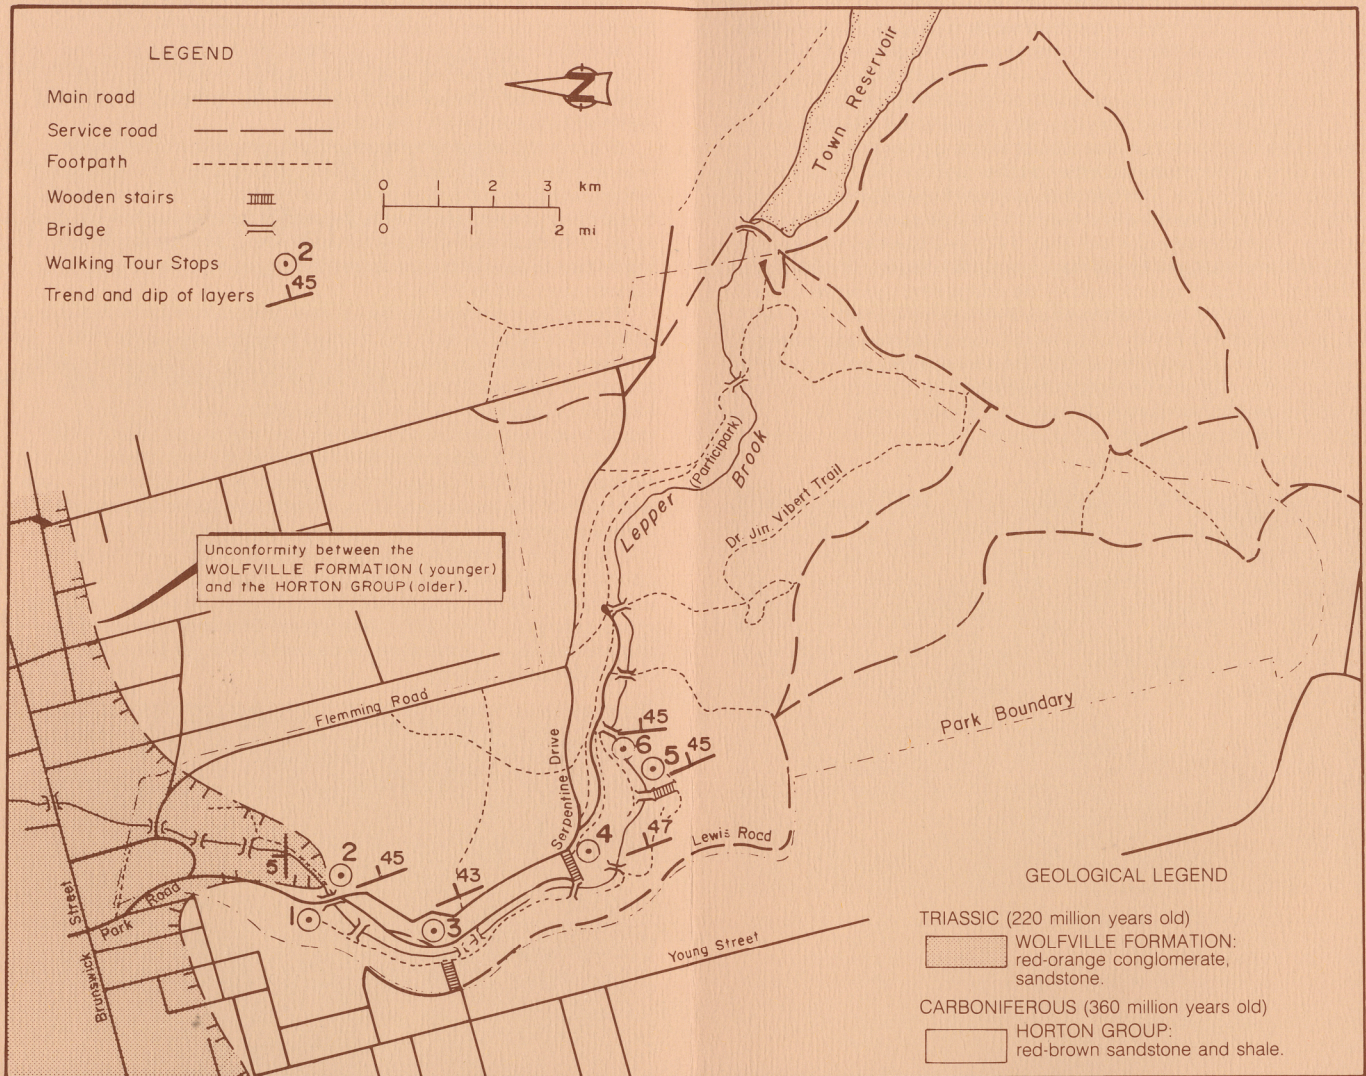 LEGEND
Main road
Service road
Footpath
Wooden stairs
Bridge
Walking Tour Stops 2
Trend and dip of layers 45
N
0 1 2 3 km
0 1 2 mi
Town Reservoir
Unconformity between the
WOLFVILLE FORMATION (younger)
and the HORTON GROUP (older).
(Participark)
Lepper Brook
Dr. Jim Vibert Trail
Flemming Road
Serpentine Drive
Park Boundary
45
6
5
45
4
47
Lewis Road
5
2
45
43
1
3
Park Road
Brunswick Street
Young Street
GEOLOGICAL LEGEND
TRIASSIC (220 million years old)
WOLFVILLE FORMATION:
red-orange conglomerate,
sandstone.
CARBONIFEROUS (360 million years old)
HORTON GROUP:
red-brown sandstone and shale.